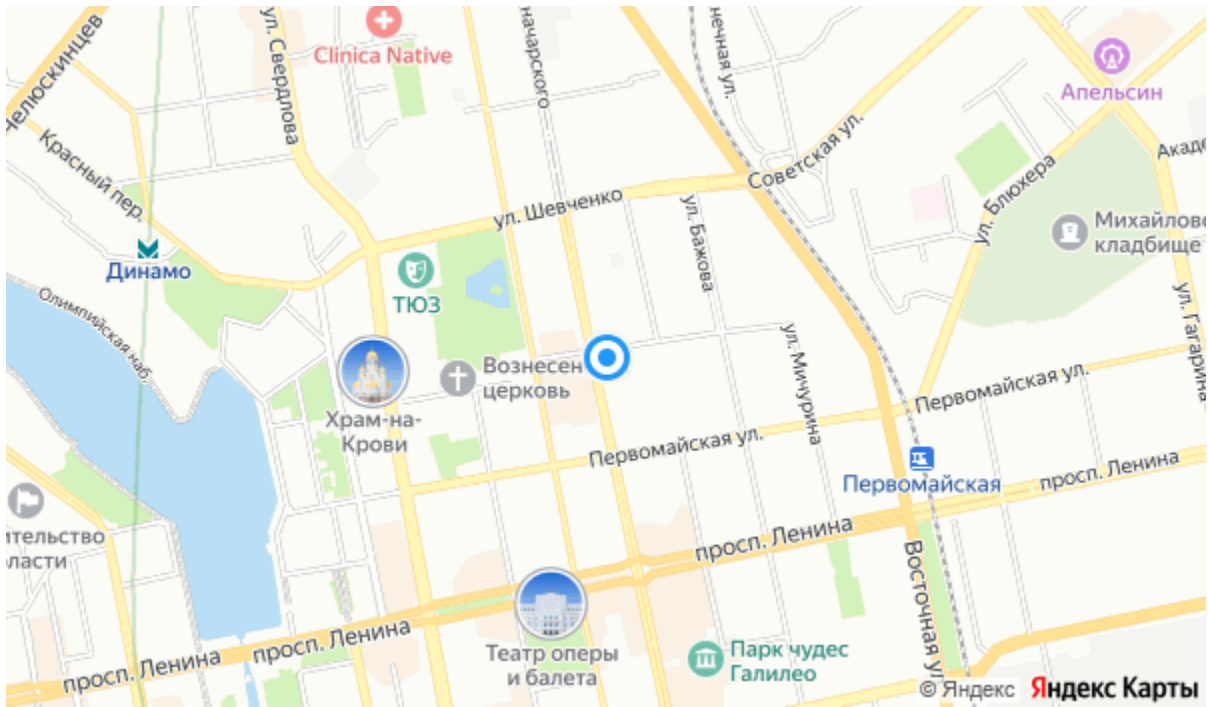 Челюскинцев
ул. Свердлова
Clinica Native
начарского
нечная ул.
Апельсин
Красный пер.
Советская ул.
Акаде
ул. Шевченко
ул. Бажова
ул. Блюхера
Михайловс
кладбище
Динамо
ТЮЗ
Олимпийская наб.
ул. Гагарина
Вознесен
церковь
ул. Мичурина
Храм-на-
Крови
Первомайская ул.
Первомайская ул.
Первомайская
просп. Ленина
ительство
ласти
просп. Ленина
Восточная ул
просп. Ленина
просп. Ленина
Театр оперы
и балета
Парк чудес
Галилео
© Яндекс Яндекс Карты